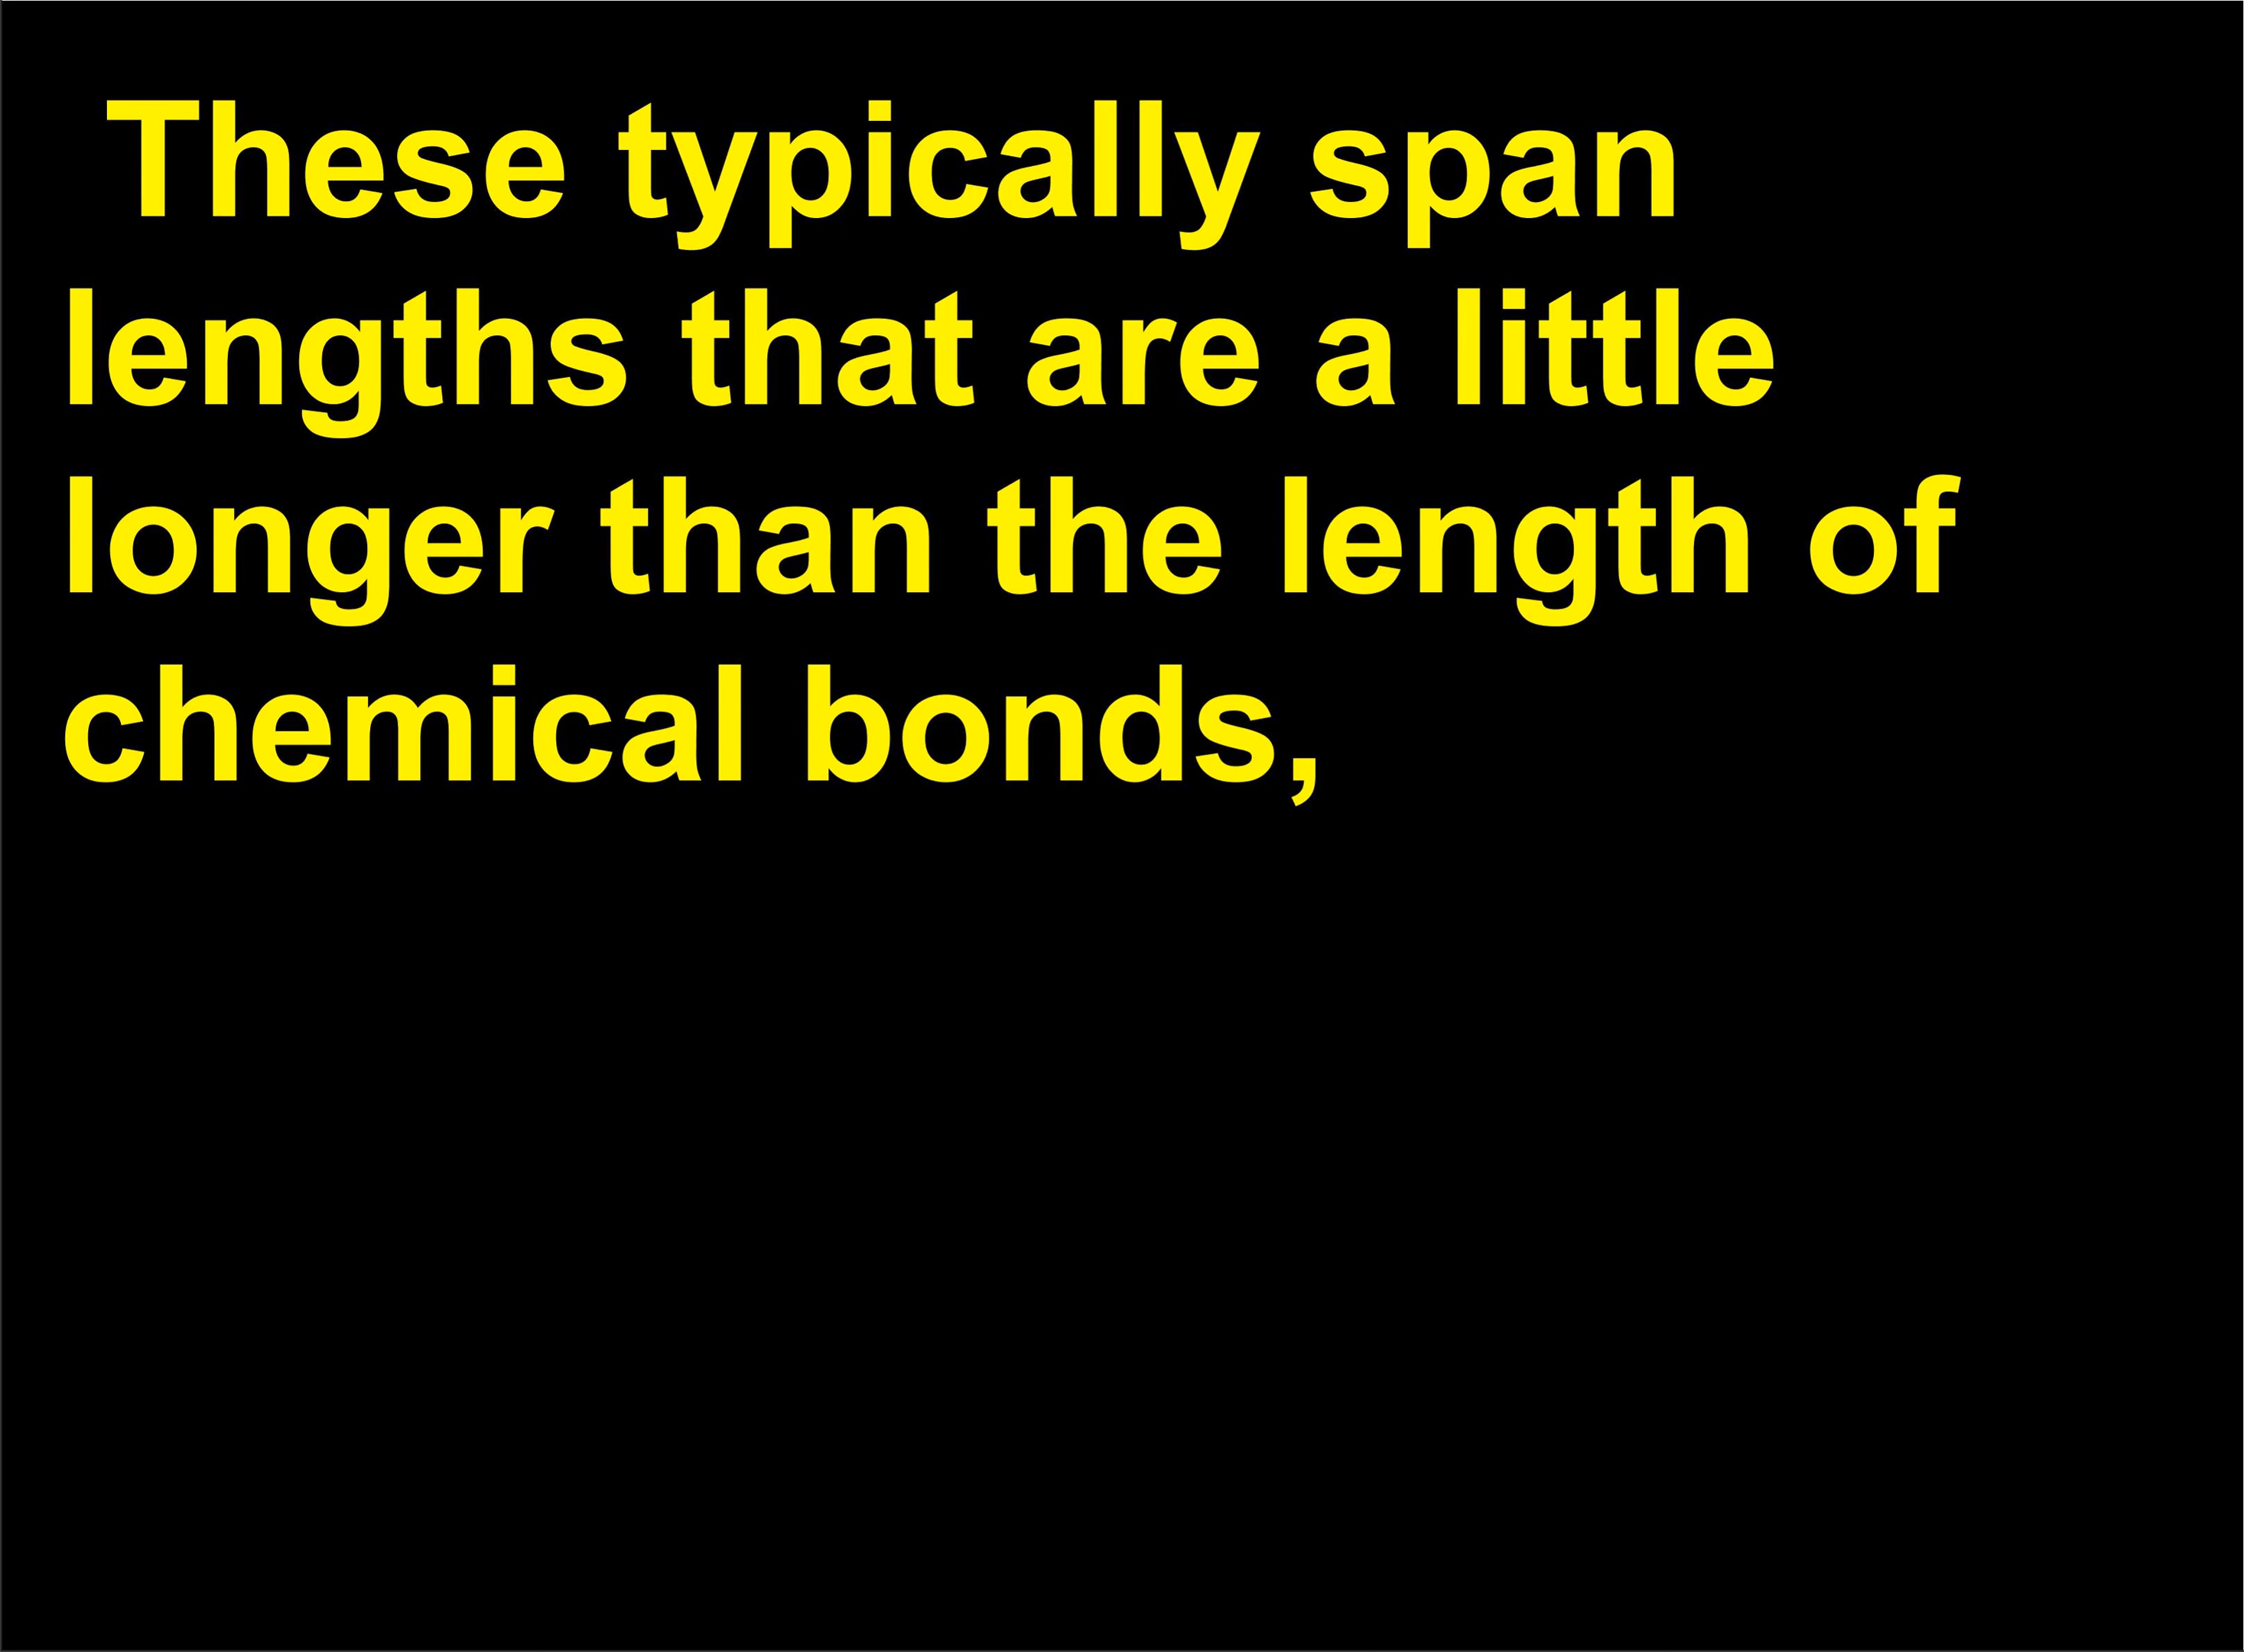 These typically span
lengths that are a little
longer than the length of
chemical bonds,